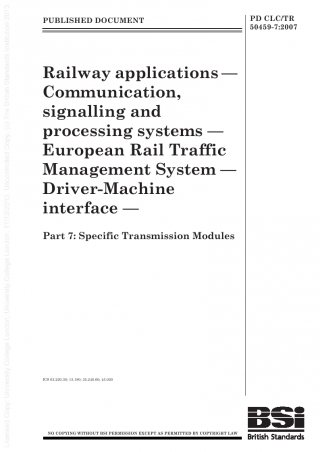 PUBLISHED DOCUMENT
PD CLC/TR
50459-7:2007
Railway applications —
Communication,
signalling and
processing systems —
European Rail Traffic
Management System —
Driver-Machine
interface —
Part 7: Specific Transmission Modules
NO COPYING WITHOUT BSI PERMISSION EXCEPT AS PERMITTED BY COPYRIGHT LAW
BSi
British Standards